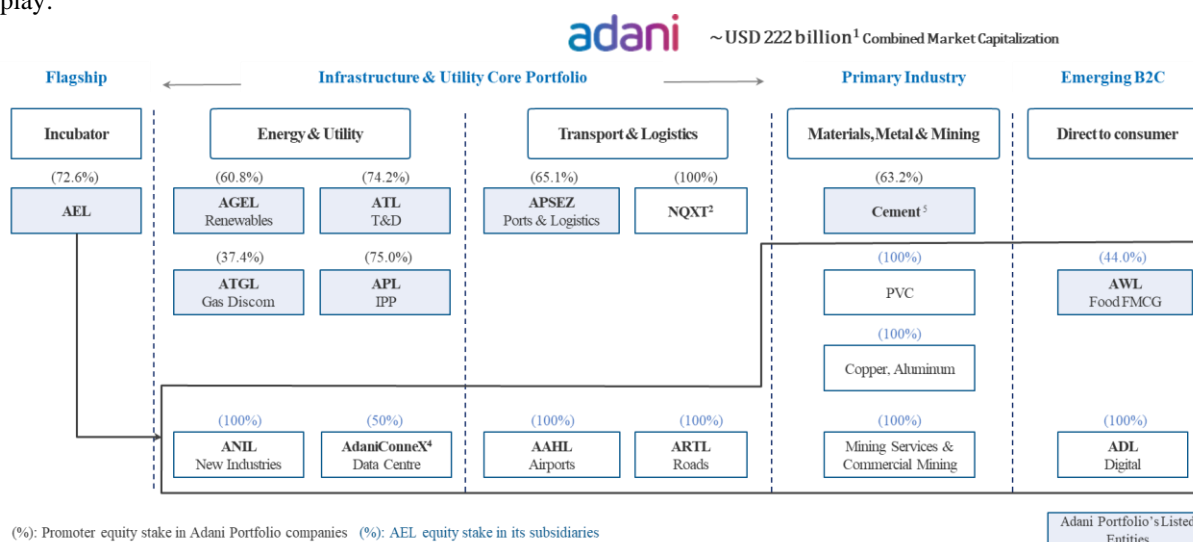 play.
adani ~USD 222 billion¹ Combined Market Capitalization
Flagship Infrastructure & Utility Core Portfolio Primary Industry Emerging B2C
Incubator Energy & Utility Transport & Logistics Materials, Metal & Mining Direct to consumer
(72.6%) (60.8%) (74.2%) (65.1%) (100%) (63.2%)
AEL AGEL ATL APSEZ NQXT² Cement⁵
Renewables T&D Ports & Logistics
(37.4%) (75.0%) (100%) (44.0%)
ATGL APL PVC AWL
Gas Discom IPP Food FMCG
(100%)
Copper, Aluminum
(100%) (50%) (100%) (100%) (100%) (100%)
ANIL AdaniConneX⁴ AAHL ARTL Mining Services & ADL
New Industries Data Centre Airports Roads Commercial Mining Digital
(%): Promoter equity stake in Adani Portfolio companies (%): AEL equity stake in its subsidiaries
Adani Portfolio's Listed
Entities